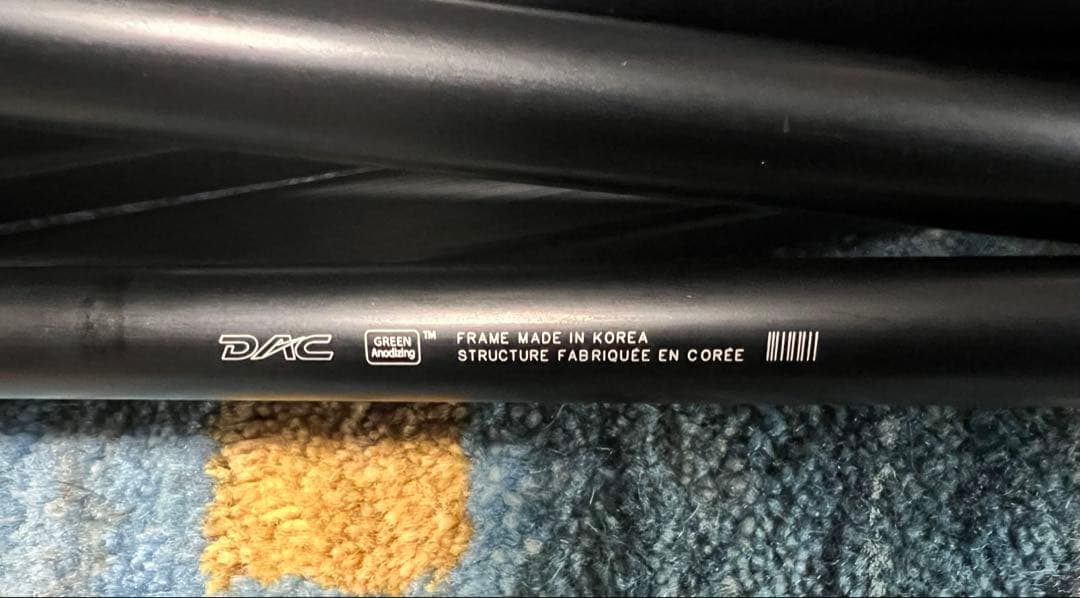 DAC
GREEN
Anodizing
™
FRAME MADE IN KOREA
STRUCTURE FABRIQUÉE EN CORÉE